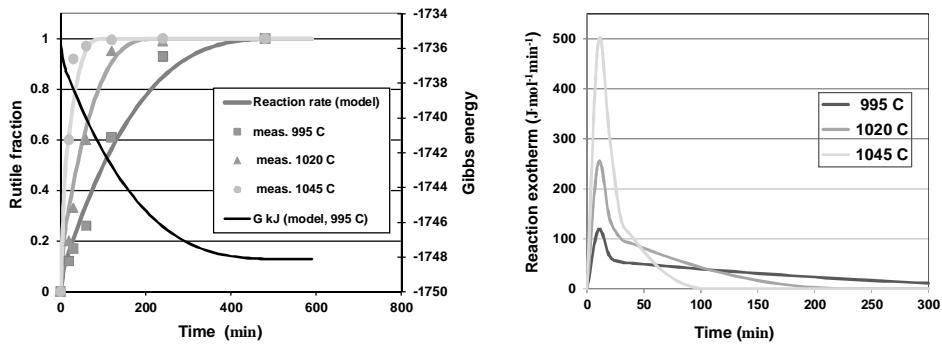 -1734
1
-1736
0.8
-1738
0.6
-1740
-1742
0.4
-1744
0.2
-1746
-1748
0
-1750
0 200 400 600 800
Rutile fraction
Gibbs energy
Time (min)
Reaction rate (model)
meas. 995 C
meas. 1020 C
meas. 1045 C
G kJ (model, 995 C)
500
400
300
200
100
0
0 50 100 150 200 250 300
Reaction exotherm (J·mol-1min-1)
Time (min)
995 C
1020 C
1045 C